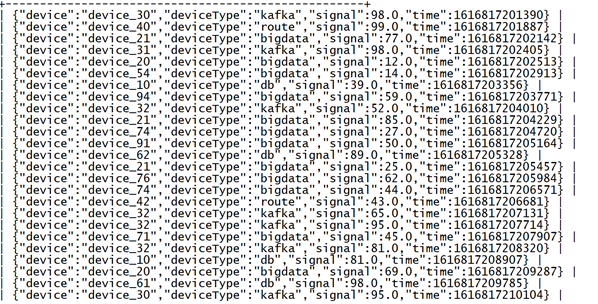 +--------------------------------------------------+
| {"device":"device_30","deviceType":"kafka","signal":98.0,"time":1616817201390} |
| {"device":"device_40","deviceType":"route","signal":99.0,"time":1616817201887} |
| {"device":"device_21","deviceType":"bigdata","signal":77.0,"time":1616817202142} |
| {"device":"device_31","deviceType":"kafka","signal":98.0,"time":1616817202405} |
| {"device":"device_20","deviceType":"bigdata","signal":12.0,"time":1616817202513} |
| {"device":"device_54","deviceType":"bigdata","signal":14.0,"time":1616817202913} |
| {"device":"device_10","deviceType":"db","signal":39.0,"time":1616817203356} |
| {"device":"device_94","deviceType":"bigdata","signal":59.0,"time":1616817203771} |
| {"device":"device_32","deviceType":"kafka","signal":52.0,"time":1616817204010} |
| {"device":"device_21","deviceType":"bigdata","signal":85.0,"time":1616817204229} |
| {"device":"device_74","deviceType":"bigdata","signal":27.0,"time":1616817204720} |
| {"device":"device_91","deviceType":"bigdata","signal":50.0,"time":1616817205164} |
| {"device":"device_62","deviceType":"db","signal":89.0,"time":1616817205328} |
| {"device":"device_21","deviceType":"bigdata","signal":25.0,"time":1616817205457} |
| {"device":"device_76","deviceType":"bigdata","signal":62.0,"time":1616817205984} |
| {"device":"device_74","deviceType":"bigdata","signal":44.0,"time":1616817206571} |
| {"device":"device_42","deviceType":"route","signal":43.0,"time":1616817206681} |
| {"device":"device_32","deviceType":"kafka","signal":65.0,"time":1616817207131} |
| {"device":"device_32","deviceType":"kafka","signal":95.0,"time":1616817207714} |
| {"device":"device_71","deviceType":"bigdata","signal":45.0,"time":1616817207907} |
| {"device":"device_32","deviceType":"kafka","signal":81.0,"time":1616817208320} |
| {"device":"device_10","deviceType":"db","signal":81.0,"time":1616817208907} |
| {"device":"device_20","deviceType":"bigdata","signal":69.0,"time":1616817209287} |
| {"device":"device_61","deviceType":"db","signal":98.0,"time":1616817209785} |
| {"device":"device_30","deviceType":"kafka","signal":95.0,"time":1616817210104} |